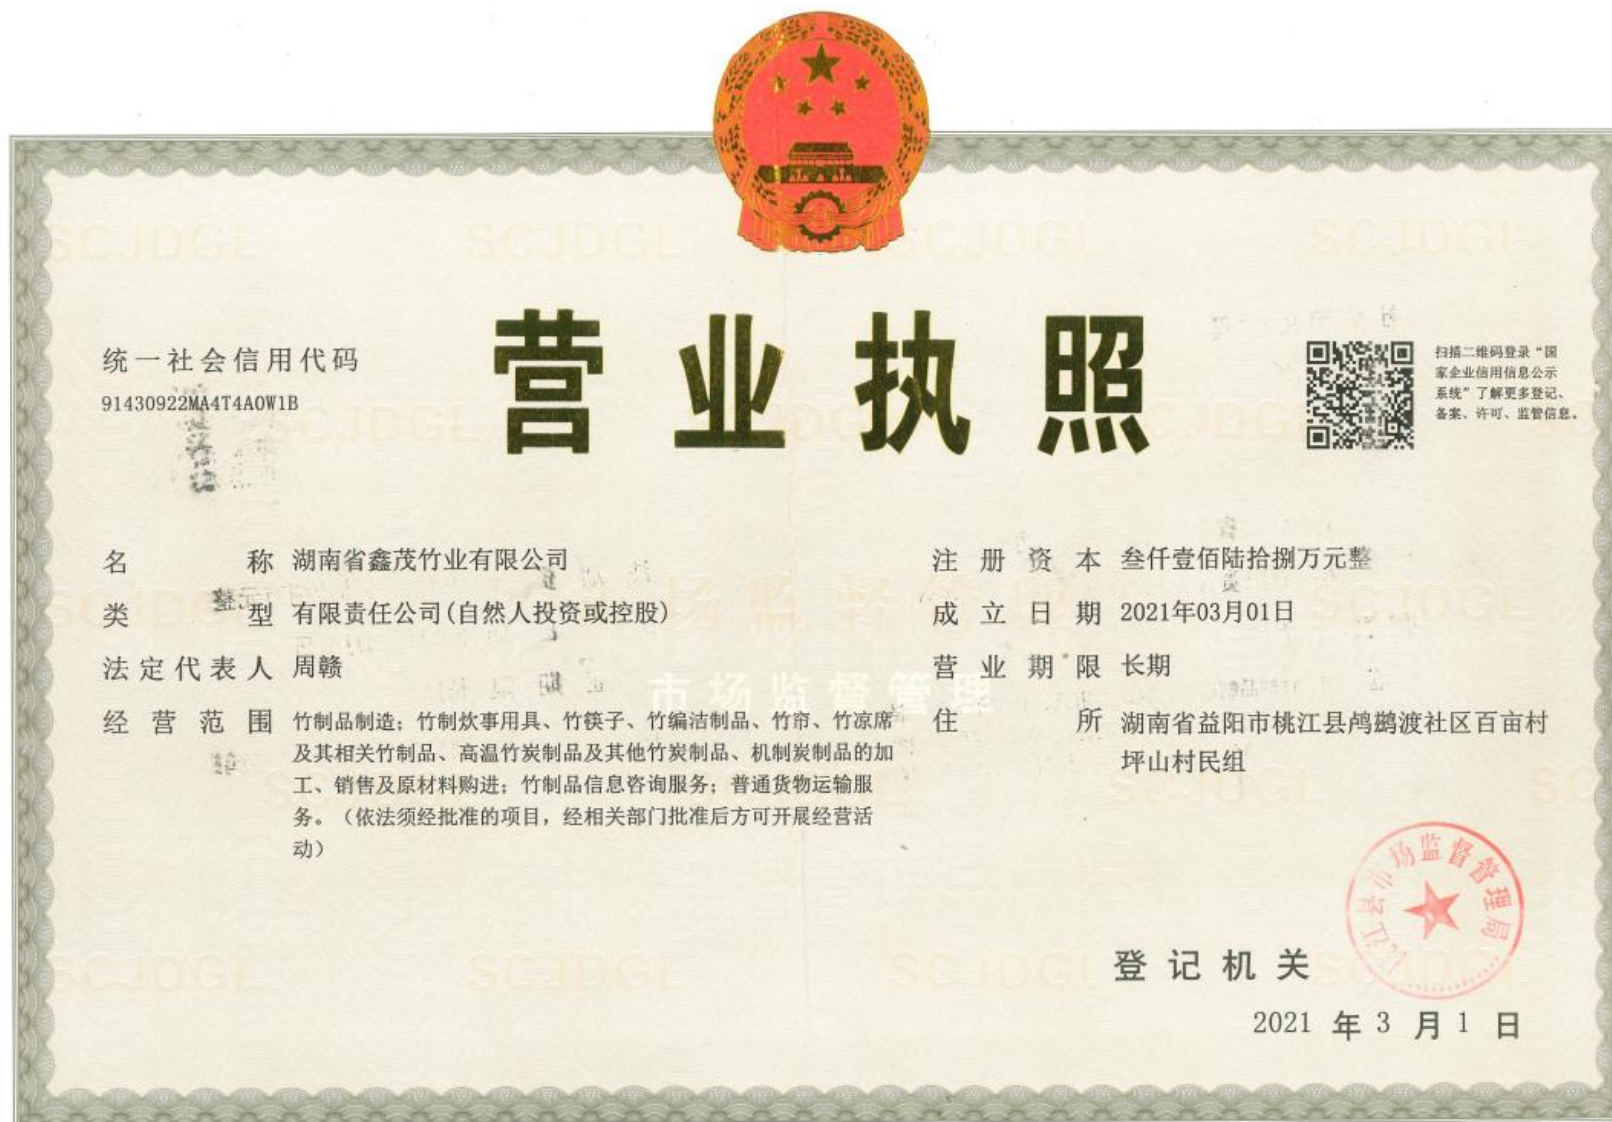 营业执照
统一社会信用代码
91430922MA4T4A0W1B
扫描二维码登录“国
家企业信用信息公示
系统”了解更多登记、
备案、许可、监管信息。
名称 湖南省鑫茂竹业有限公司
类型 有限责任公司(自然人投资或控股)
法定代表人 周赣
经营范围 竹制品制造；竹制炊事用具、竹筷子、竹编洁制品、竹帘、竹凉席
及其相关竹制品、高温竹炭制品及其他竹炭制品、机制炭制品的加
工、销售及原材料购进；竹制品信息咨询服务；普通货物运输服
务。（依法须经批准的项目，经相关部门批准后方可开展经营活
动）
注册资本 叁仟壹佰陆拾捌万元整
成立日期 2021年03月01日
营业期限 长期
住所 湖南省益阳市桃江县鸬鹚渡社区百亩村
坪山村民组
市场监督管理
SCJDGL
桃江县市场监督管理局
登记机关
2021 年 3 月 1 日